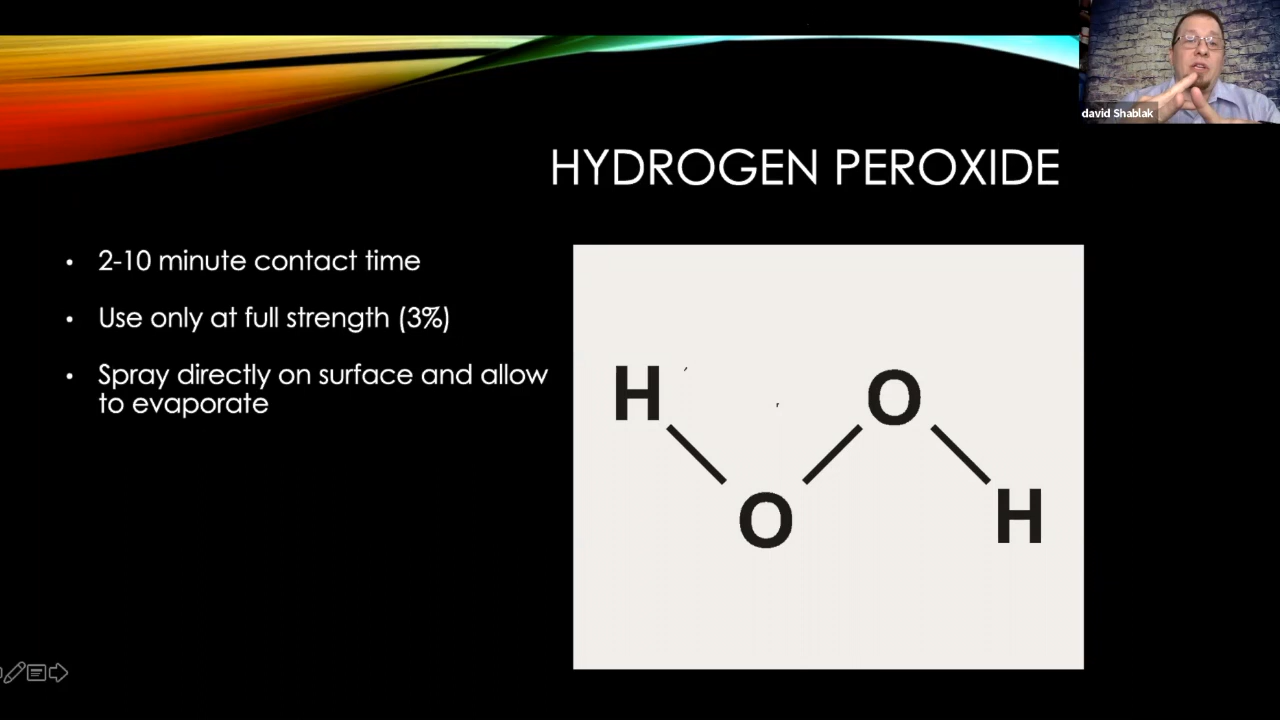 david Shablak
HYDROGEN PEROXIDE
• 2-10 minute contact time
• Use only at full strength (3%)
• Spray directly on surface and allow
to evaporate
H
O
O
H